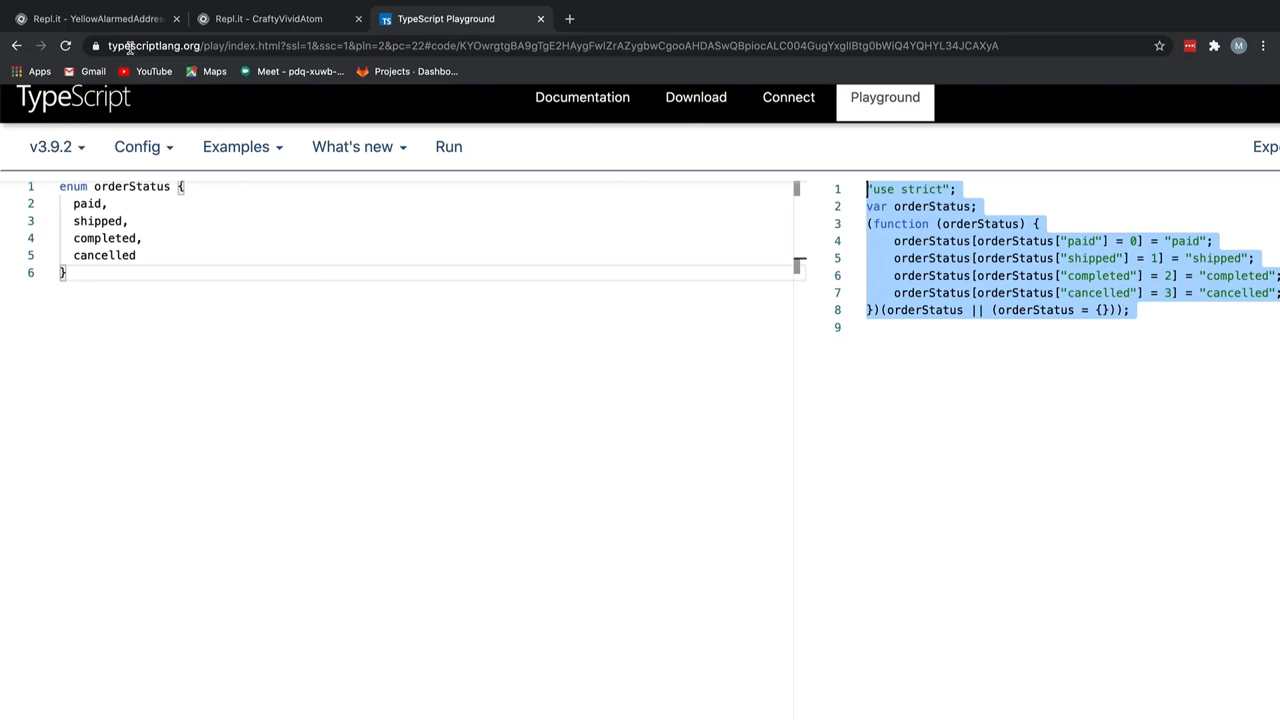 Repl.it - YellowAlarmedAddres
Repl.it - CraftyVividAtom
TS TypeScript Playground
typescriptlang.org/play/index.html?ssl=1&ssc=1&pln=2&pc=22#code/KYOwrgtgBA9gTgE2HAygFwIZrAZygbwCgooAHDASwQBpiocALC004GugYxgIlBtg0bWiQ4YQHYL34JCAXyA
M
Apps
Gmail
YouTube
Maps
Meet - pdq-xuwb-...
Projects · Dashbo...
TypeScript
Documentation
Download
Connect
Playground
v3.9.2
Config
Examples
What's new
Run
Expo
1 enum orderStatus {
2 paid,
3 shipped,
4 completed,
5 cancelled
6 }
1 "use strict";
2 var orderStatus;
3 (function (orderStatus) {
4 orderStatus[orderStatus["paid"] = 0] = "paid";
5 orderStatus[orderStatus["shipped"] = 1] = "shipped";
6 orderStatus[orderStatus["completed"] = 2] = "completed";
7 orderStatus[orderStatus["cancelled"] = 3] = "cancelled";
8 })(orderStatus || (orderStatus = {}));
9